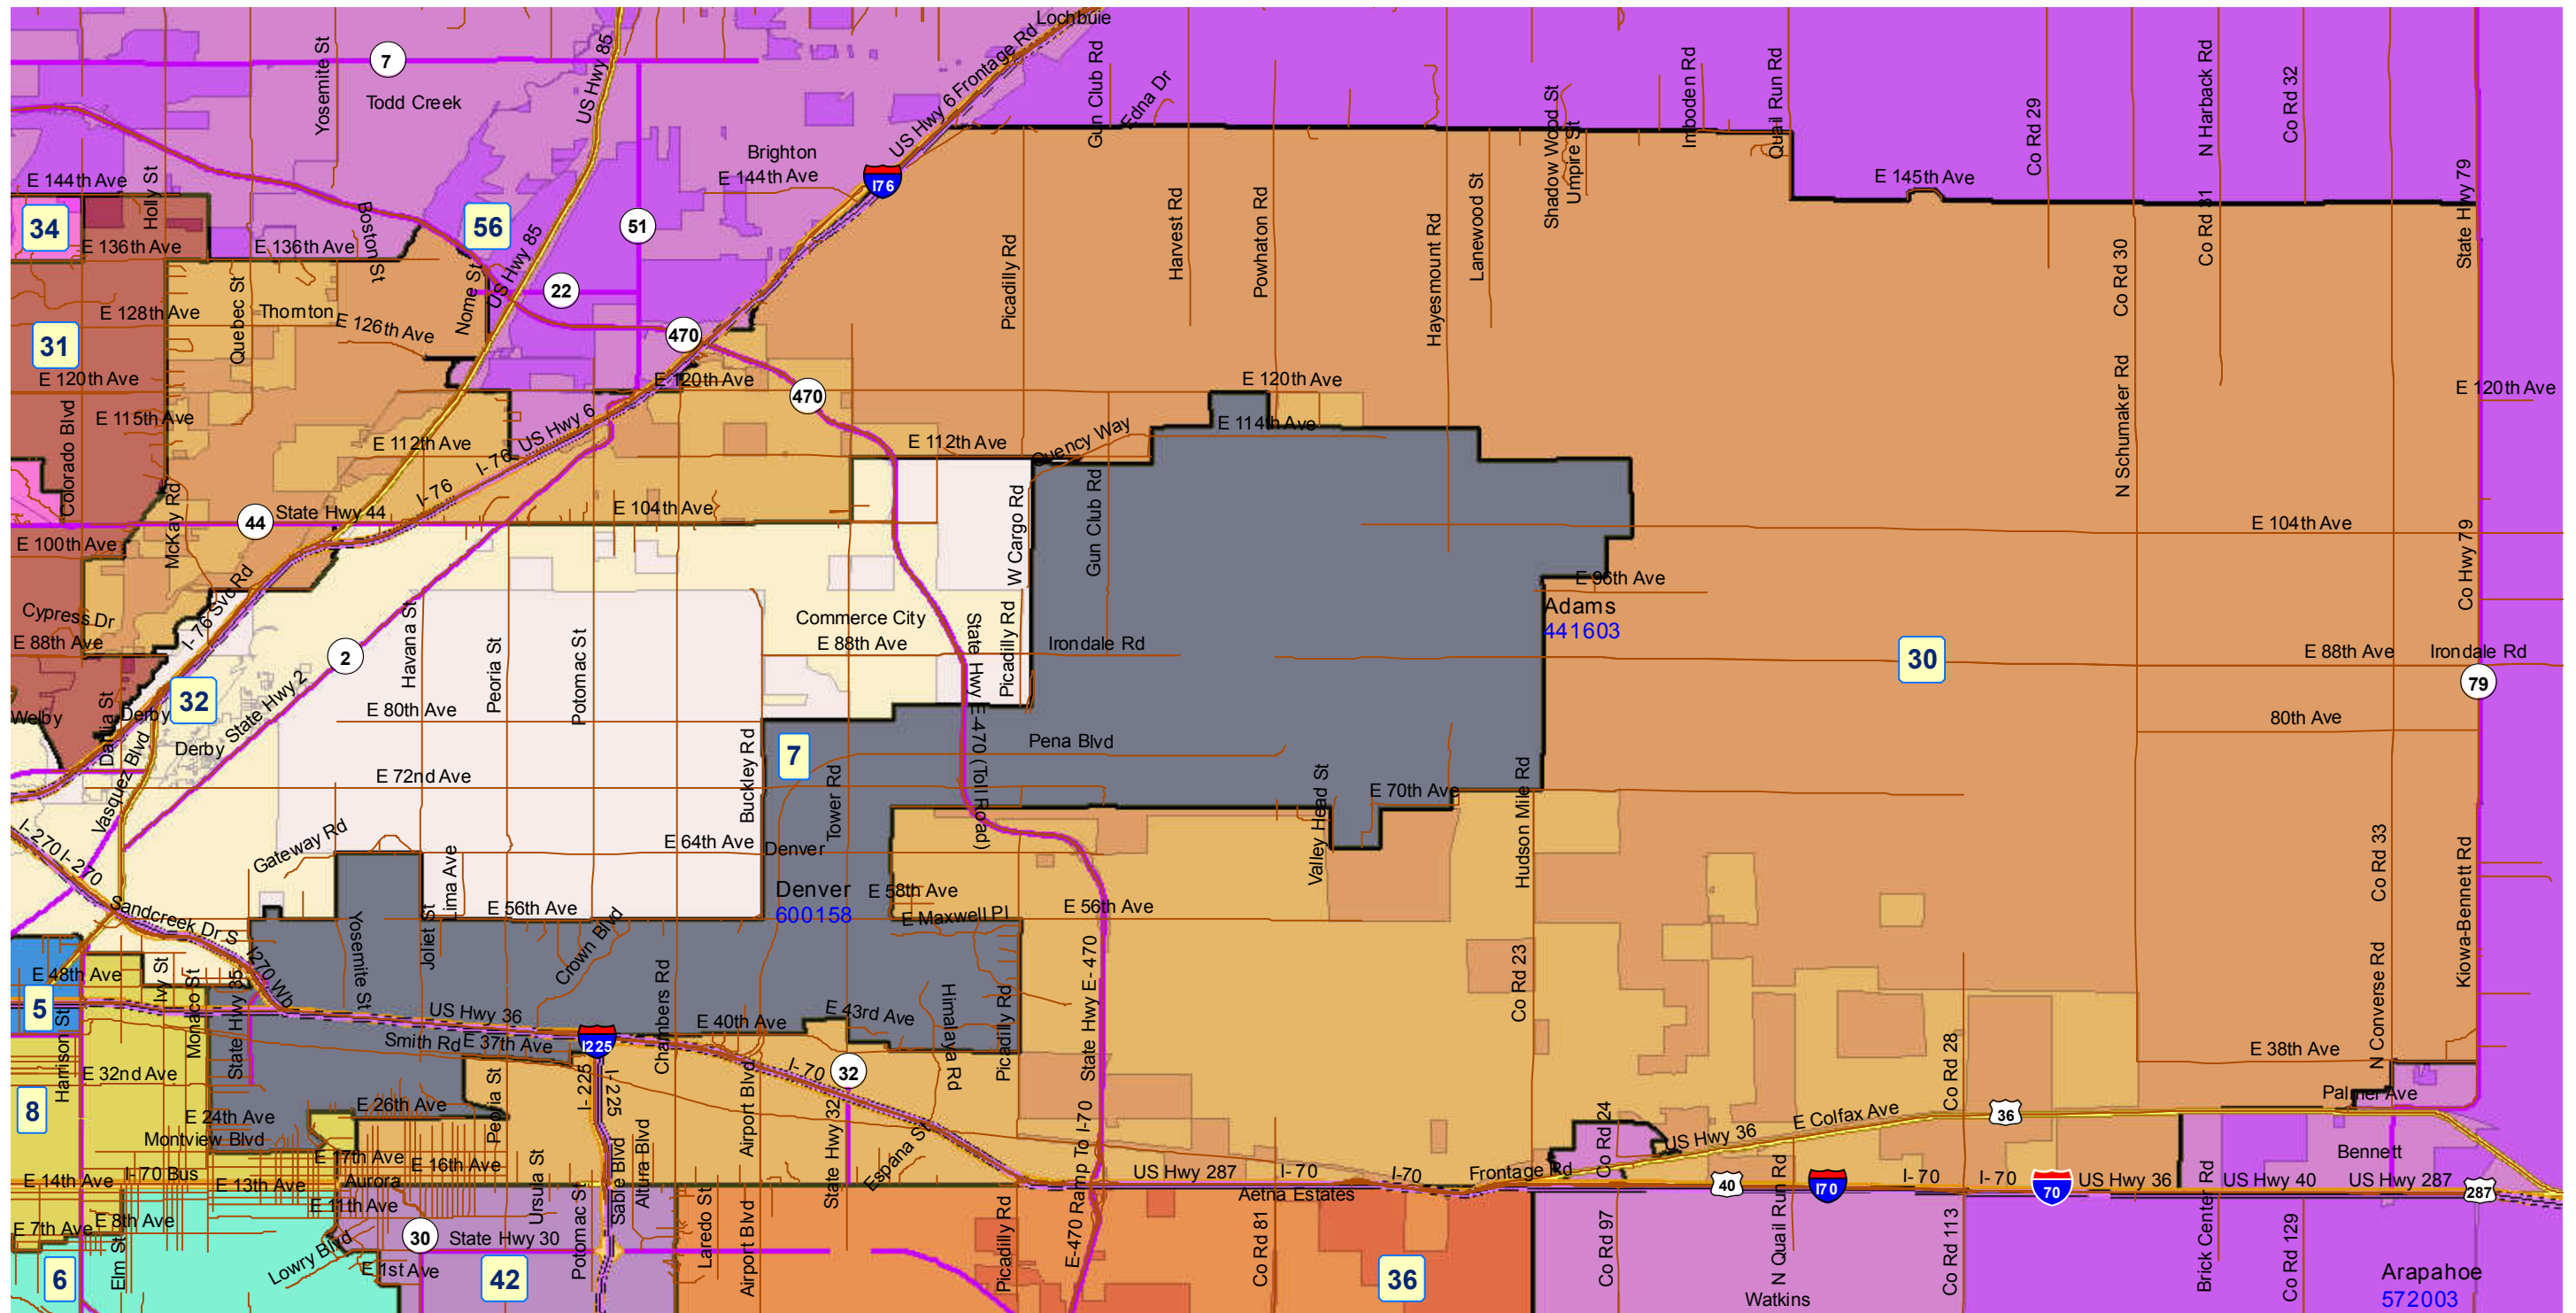 Lochbuie
7
Yosemite St
Todd Creek
US Hwy 85
US Hwy 6 Frontage Rd
Gun Club Rd
Edna Dr
Imboden Rd
Quail Run Rd
Co Rd 29
N Harback Rd
Co Rd 32
Shadow Wood St
Umpire St
Brighton
E 144th Ave
I76
E 144th Ave
Holly St
E 145th Ave
State Hwy 79
34
56
51
Boston St
E 136th Ave
E 136th Ave
Harvest Rd
Powhaton Rd
Lanewood St
Hayesmount Rd
Picadilly Rd
Co Rd 31
Co Rd 30
US Hwy 85
Nome St
22
Quebec St
Thornton
E 128th Ave
E 126th Ave
31
470
E 120th Ave
E 120th Ave
E 120th Ave
E 120th Ave
470
N Schumaker Rd
E 115th Ave
Colorado Blvd
US Hwy 6
E 112th Ave
E 112th Ave
Quency Way
E 114th Ave
I-76
I-76
McKay Rd
44
State Hwy 44
E 104th Ave
E 104th Ave
W Cargo Rd
Gun Club Rd
E 100th Ave
Co Hwy 79
E 96th Ave
Adams
441603
Cypress Dr
I-76 Svc Rd
E 88th Ave
Havana St
Peoria St
Potomac St
Commerce City
E 88th Ave
State Hwy E-470 (Toll Road)
Picadilly Rd
Irondale Rd
30
E 88th Ave
Irondale Rd
79
2
32
State Hwy 2
Welby
Dahlia St
Derby
Derby
E 80th Ave
80th Ave
Vasquez Blvd
Buckley Rd
7
Pena Blvd
E 72nd Ave
Tower Rd
Valley Head St
E 70th Ave
Hudson Mile Rd
I-270
I-270
Gateway Rd
E 64th Ave
Denver
Denver
600158
Lima Ave
E 58th Ave
E 56th Ave
E Maxwell Pl
E 56th Ave
Co Rd 33
Kiowa-Bennett Rd
Sandcreek Dr S
Yosemite St
Joliet St
Crown Blvd
Chambers Rd
I270 Wb
E 48th Ave
Ivy St
Monaco St
State Hwy 35
5
Harrison St
US Hwy 36
I225
E 40th Ave
E 43rd Ave
Himalaya Rd
Picadilly Rd
State Hwy E-470
Co Rd 23
Co Rd 28
N Converse Rd
E 38th Ave
Smith Rd
E 37th Ave
I-225
I-225
E 32nd Ave
8
I-70
32
Airport Blvd
State Hwy 32
E-470 Ramp To I-70
Co Rd 24
E Colfax Ave
36
Palmer Ave
E 24th Ave
E 26th Ave
Peoria St
Montview Blvd
Espana St
US Hwy 36
Bennett
E 17th Ave
E 16th Ave
Ursula St
Sable Blvd
Altura Blvd
E 14th Ave
I-70 Bus
E 13th Ave
Aurora
US Hwy 287
I-70
I-70
Frontage Rd
40
I70
I-70
I-70
70
US Hwy 36
US Hwy 40
US Hwy 287
287
Aetna Estates
E 11th Ave
E 8th Ave
E 7th Ave
30
State Hwy 30
Potomac St
Laredo St
Airport Blvd
Picadilly Rd
Co Rd 81
Co Rd 97
N Quail Run Rd
Co Rd 113
Brick Center Rd
Co Rd 129
Lowry Blvd
Elm St
6
E 1st Ave
42
36
Watkins
Arapahoe
572003